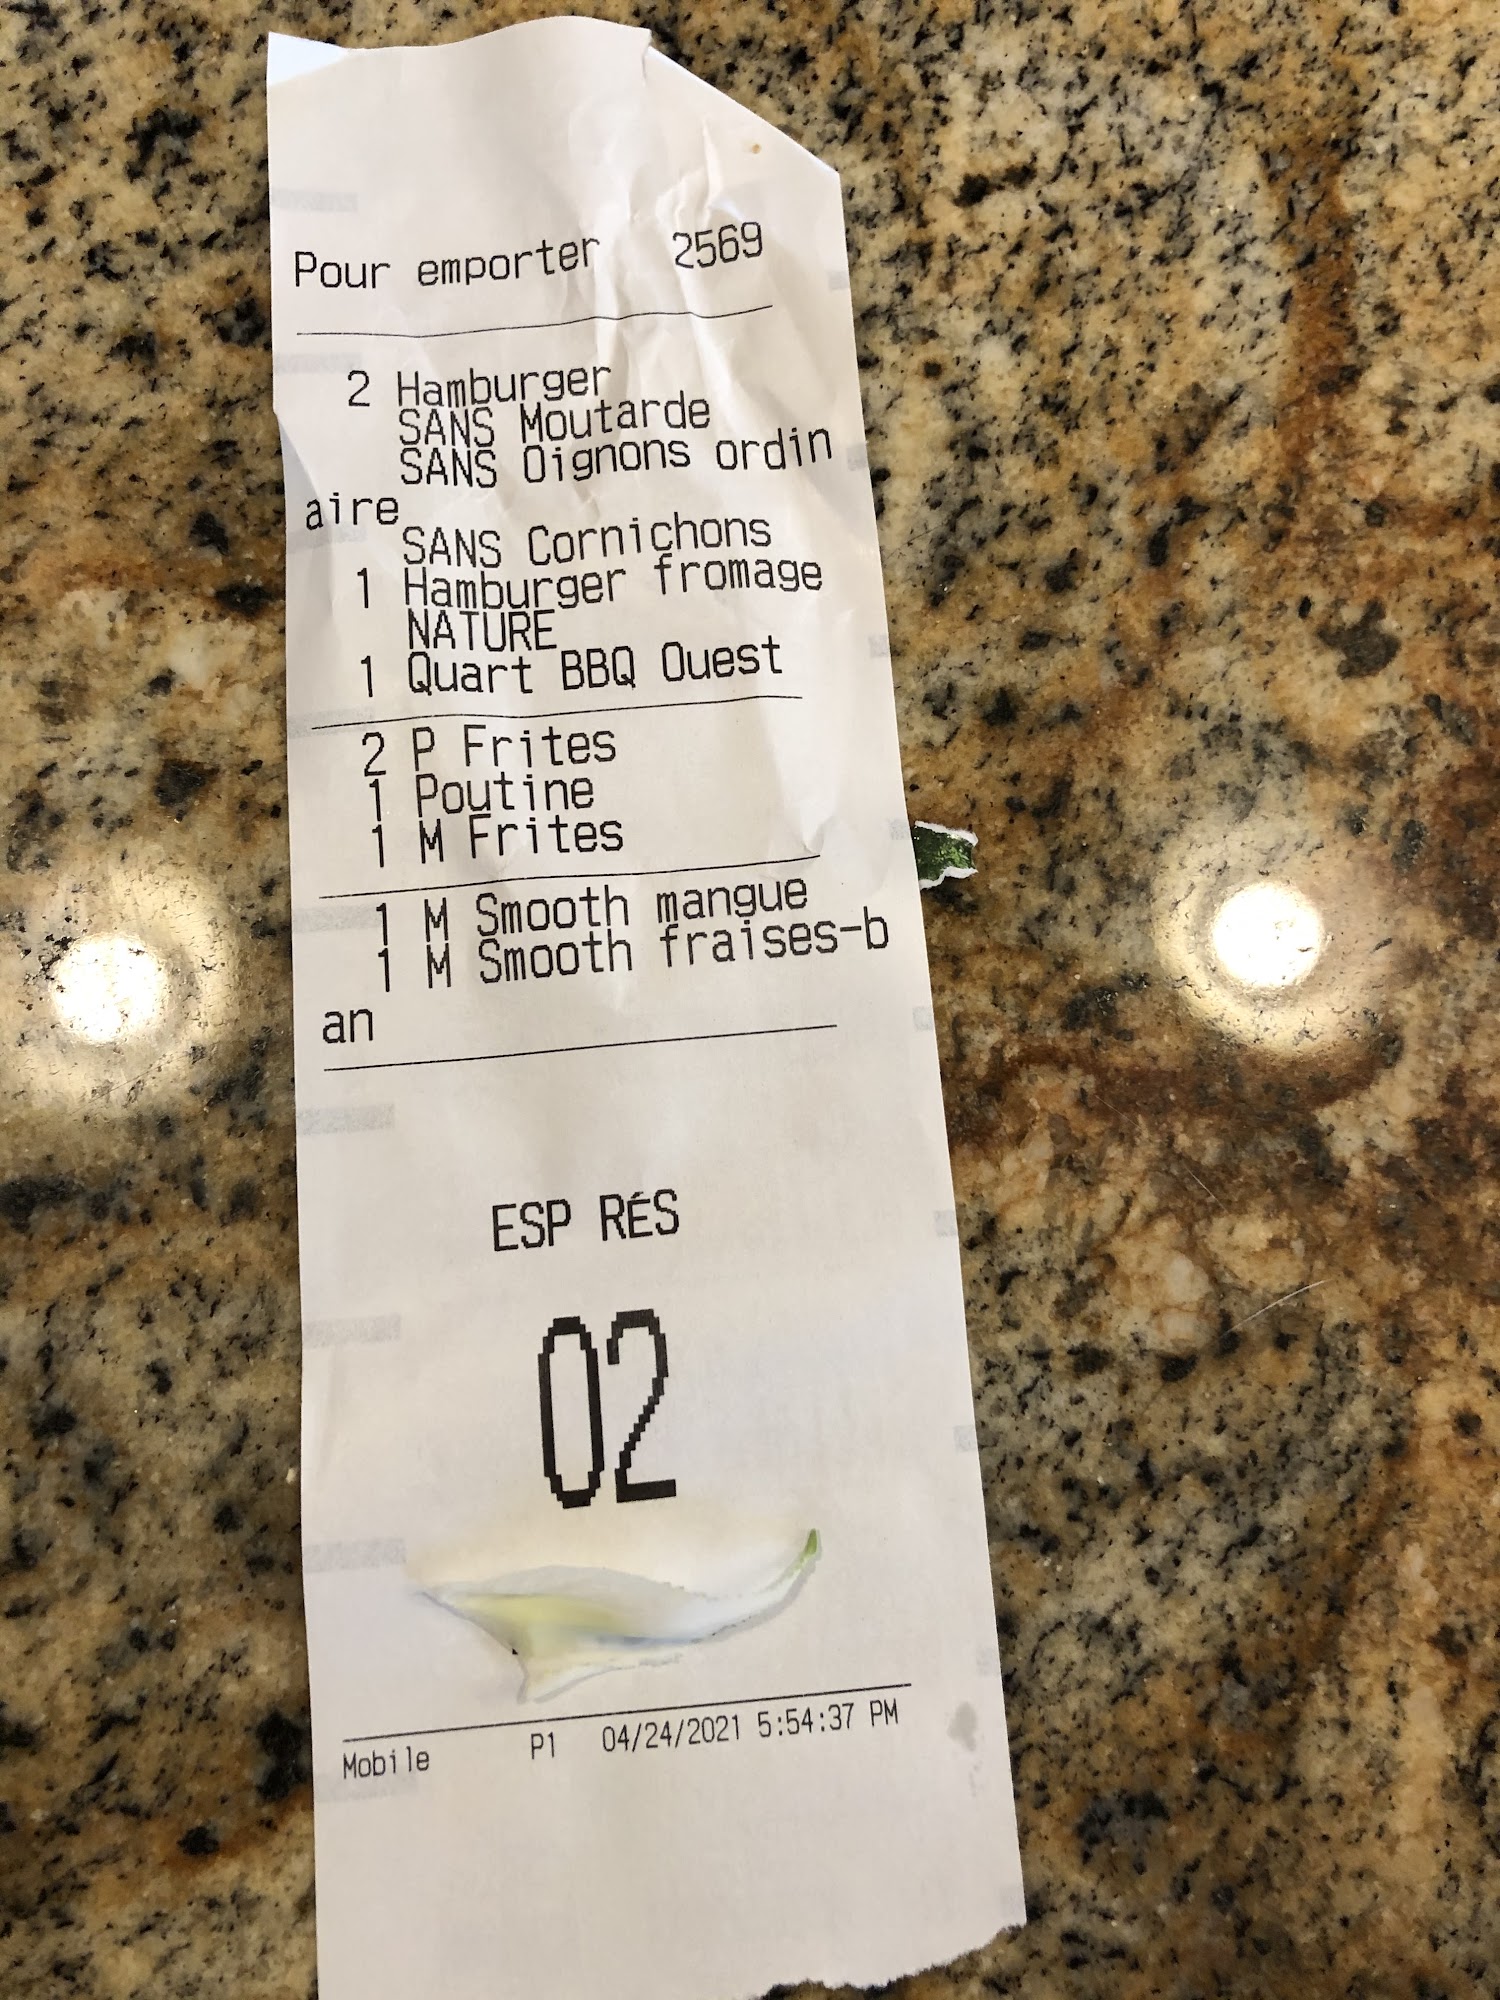 Pour emporter 2569
2 Hamburger
SANS Moutarde
SANS Oignons ordin
aire
SANS Cornichons
1 Hamburger fromage
NATURE
1 Quart BBQ Ouest
2 P Frites
1 Poutine
1 M Frites
1 M Smooth mangue
1 M Smooth fraises-b
an
ESP RÉS
02
Mobile P1 04/24/2021 5:54:37 PM